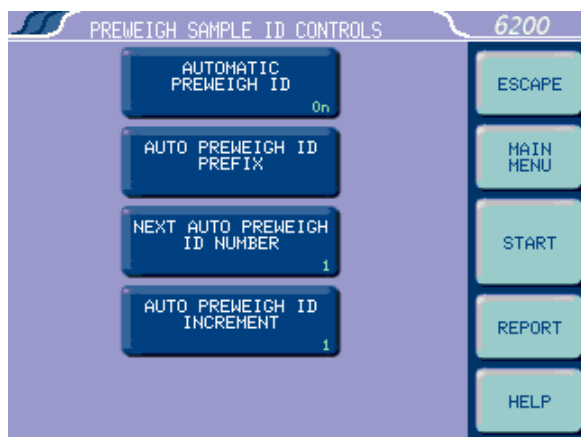 PREWEIGH SAMPLE ID CONTROLS
6200
AUTOMATIC
PREWEIGH ID
On
AUTO PREWEIGH ID
PREFIX
NEXT AUTO PREWEIGH
ID NUMBER
1
AUTO PREWEIGH ID
INCREMENT
1
ESCAPE
MAIN
MENU
START
REPORT
HELP